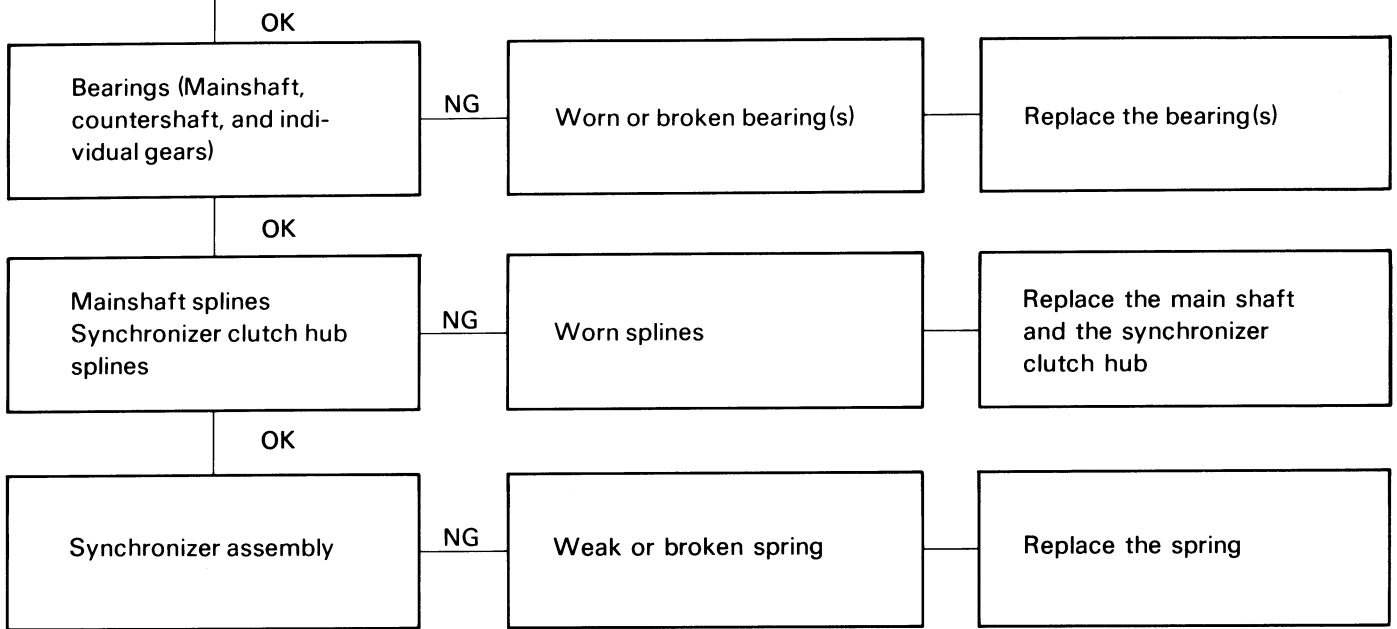 OK
Bearings (Mainshaft,
countershaft, and indi-
vidual gears)
NG
Worn or broken bearing(s)
Replace the bearing(s)
OK
Mainshaft splines
Synchronizer clutch hub
splines
NG
Worn splines
Replace the main shaft
and the synchronizer
clutch hub
OK
Synchronizer assembly
NG
Weak or broken spring
Replace the spring